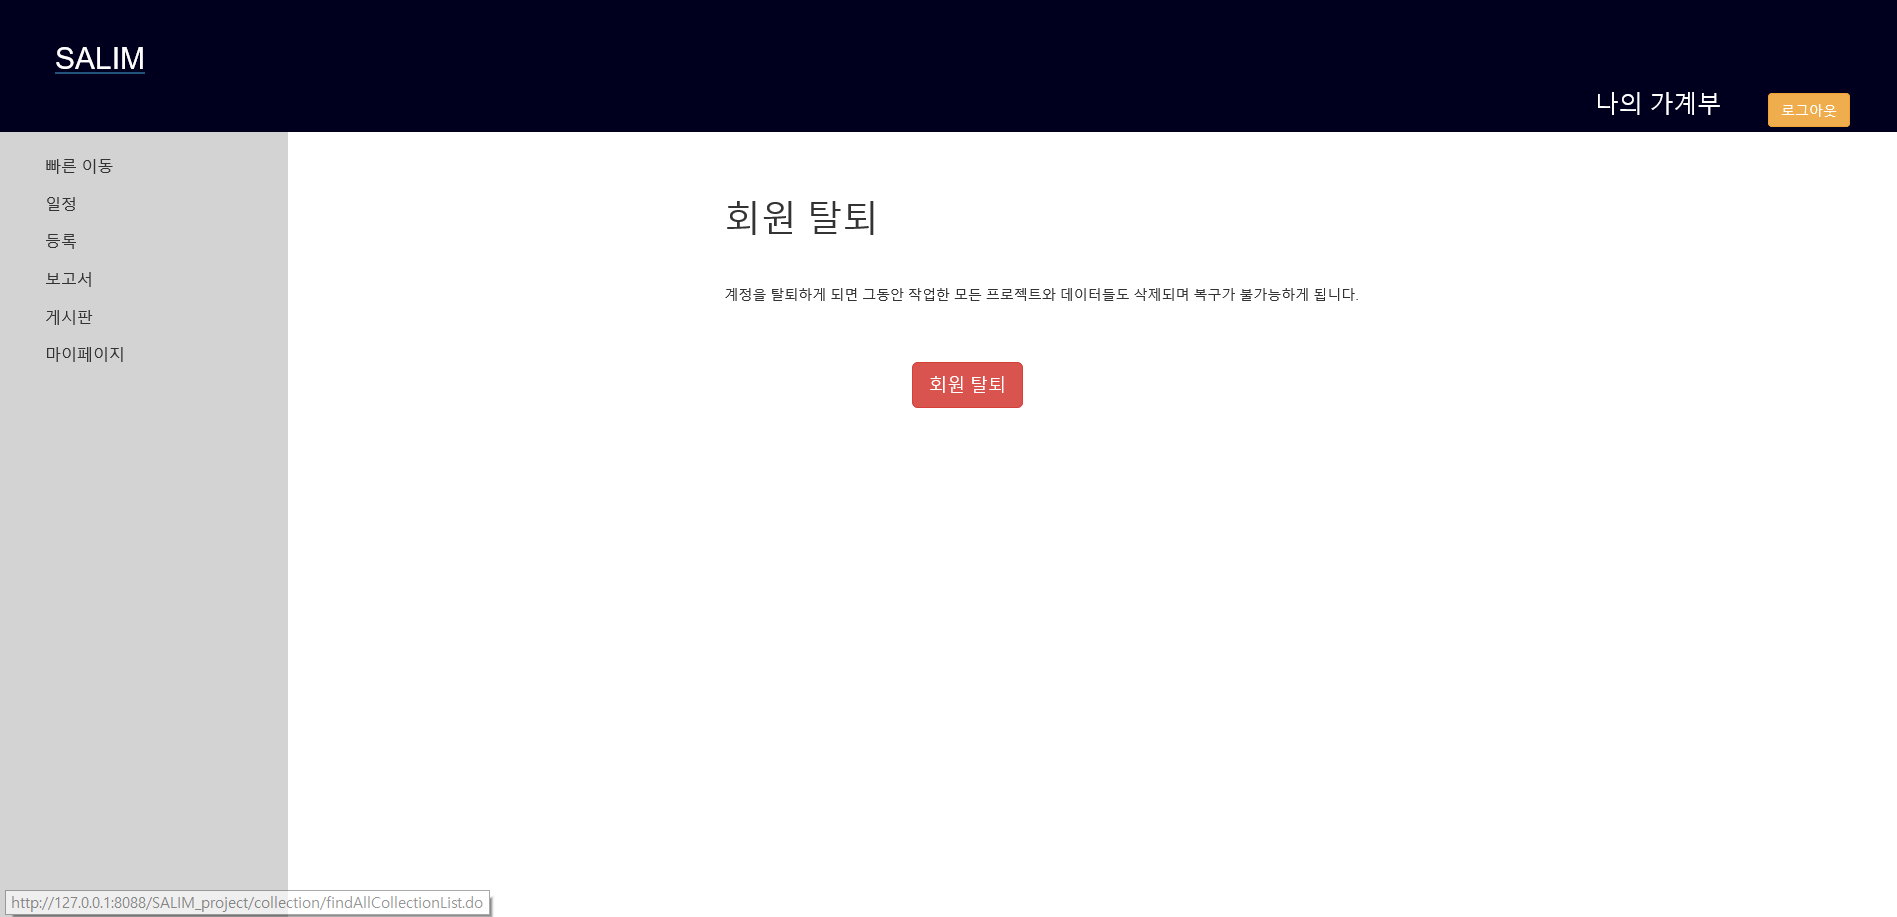 SALIM
나의 가계부
로그아웃
빠른 이동
일정
등록
보고서
게시판
마이페이지
회원 탈퇴
계정을 탈퇴하게 되면 그동안 작업한 모든 프로젝트와 데이터들도 삭제되며 복구가 불가능하게 됩니다.
회원 탈퇴
http://127.0.0.1:8088/SALIM_project/collection/findAllCollectionList.do